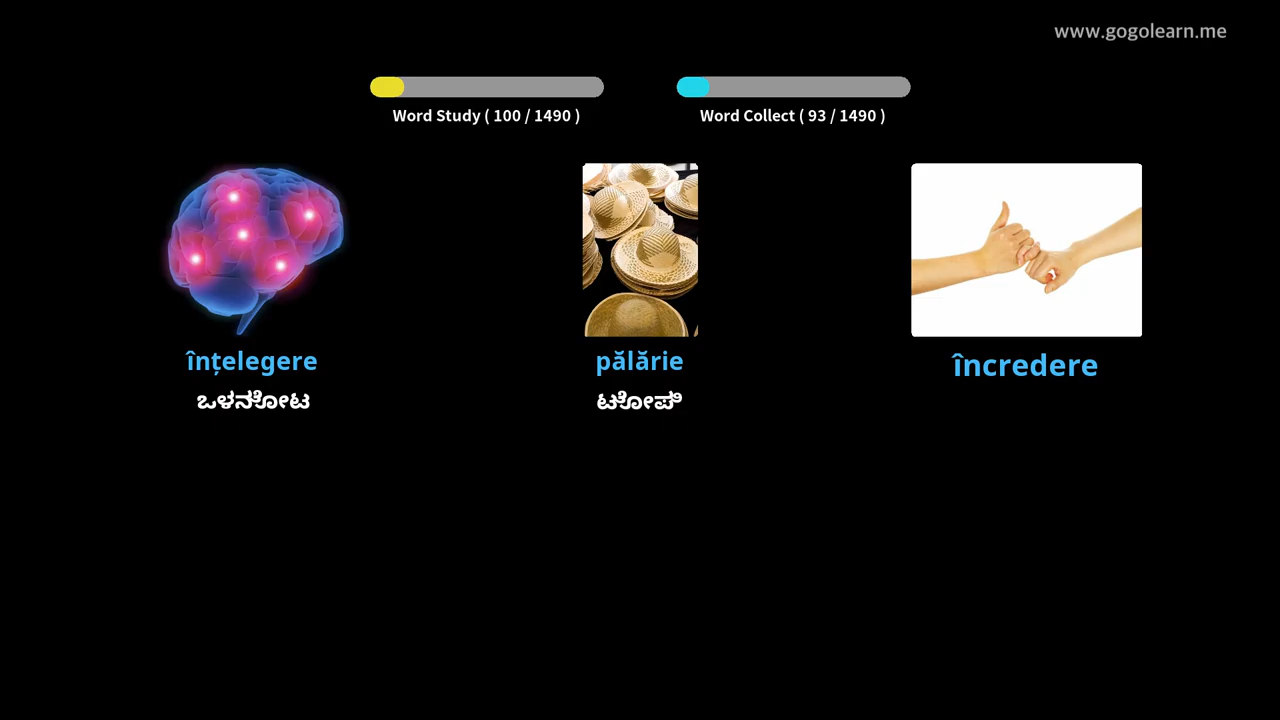 www.gogolearn.me
Word Study ( 100 / 1490 )
Word Collect ( 93 / 1490 )
înțelegere
pălărie
încredere
ಒಳನೋಟ
ಟೋಪಿ